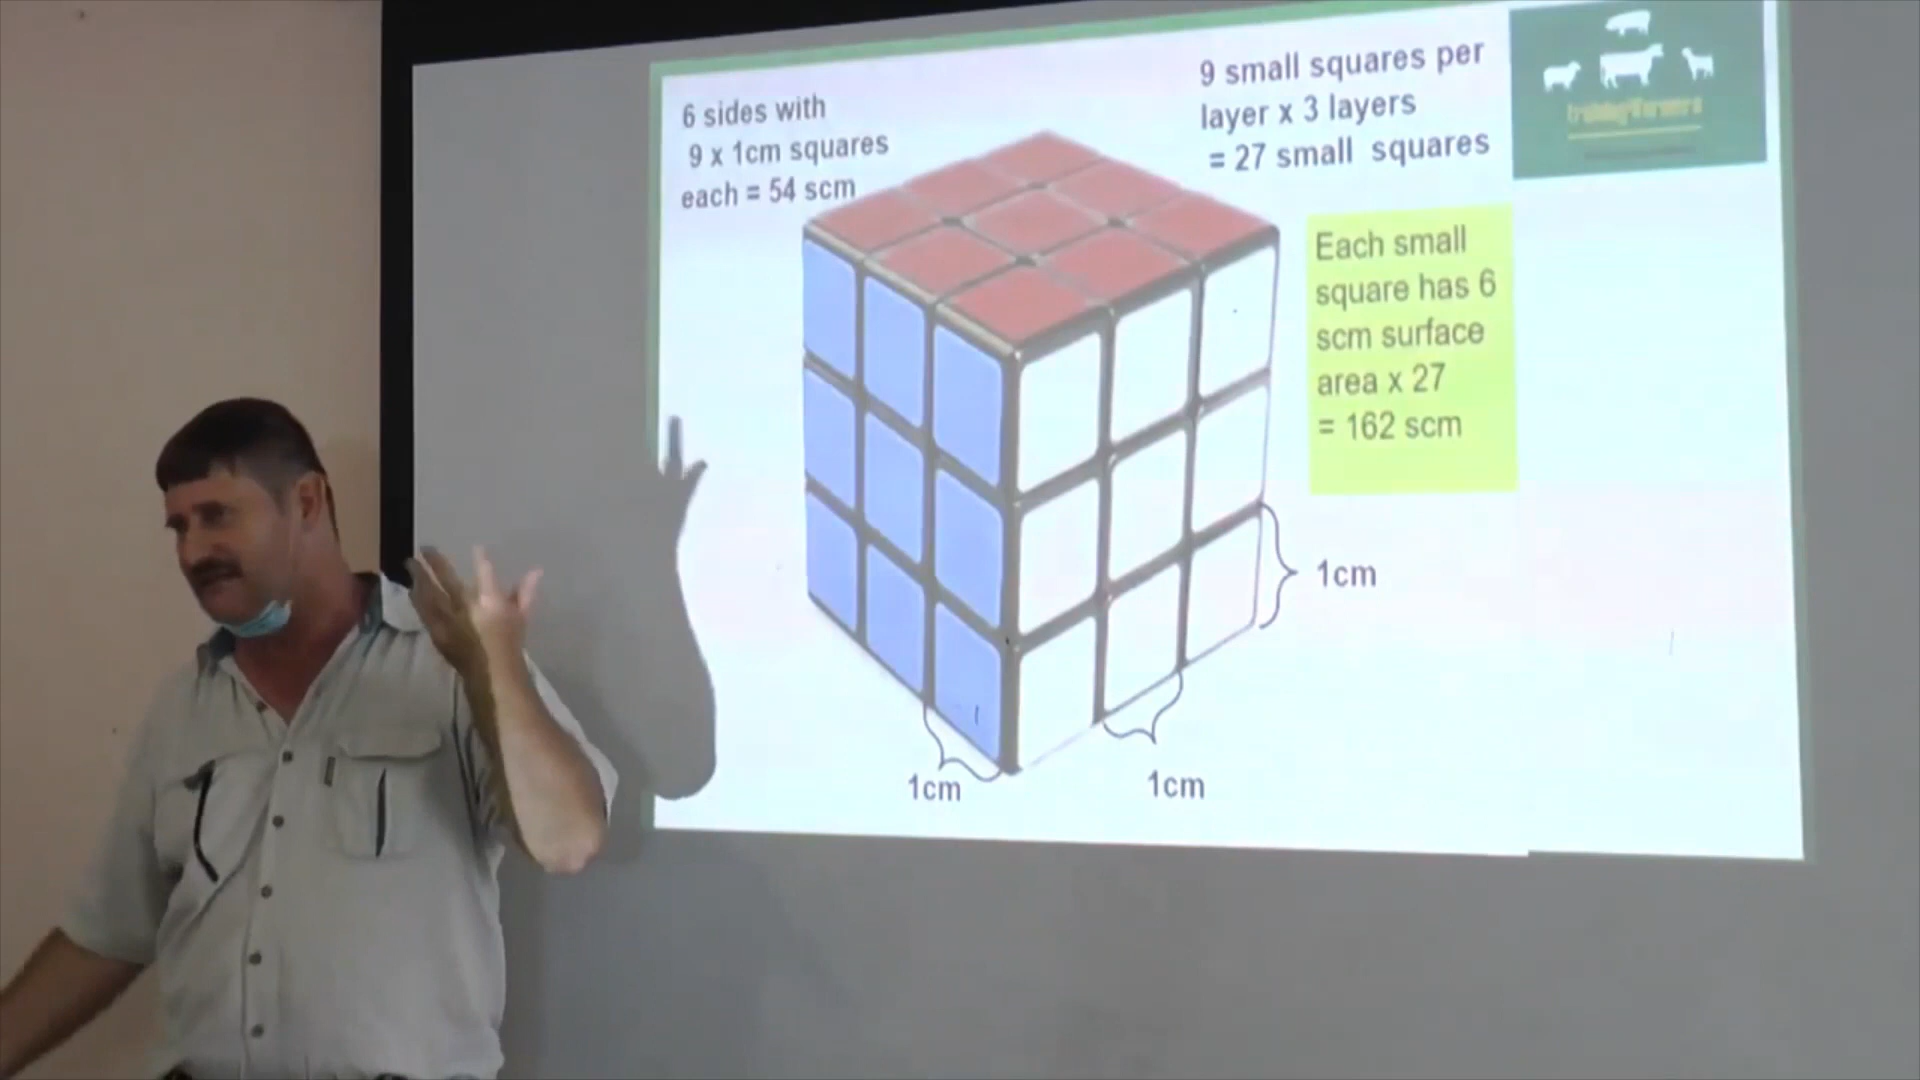 6 sides with
9 x 1cm squares
each = 54 scm
9 small squares per
layer x 3 layers
= 27 small squares
training4farmers
Each small
square has 6
scm surface
area x 27
= 162 scm
1cm
1cm
1cm